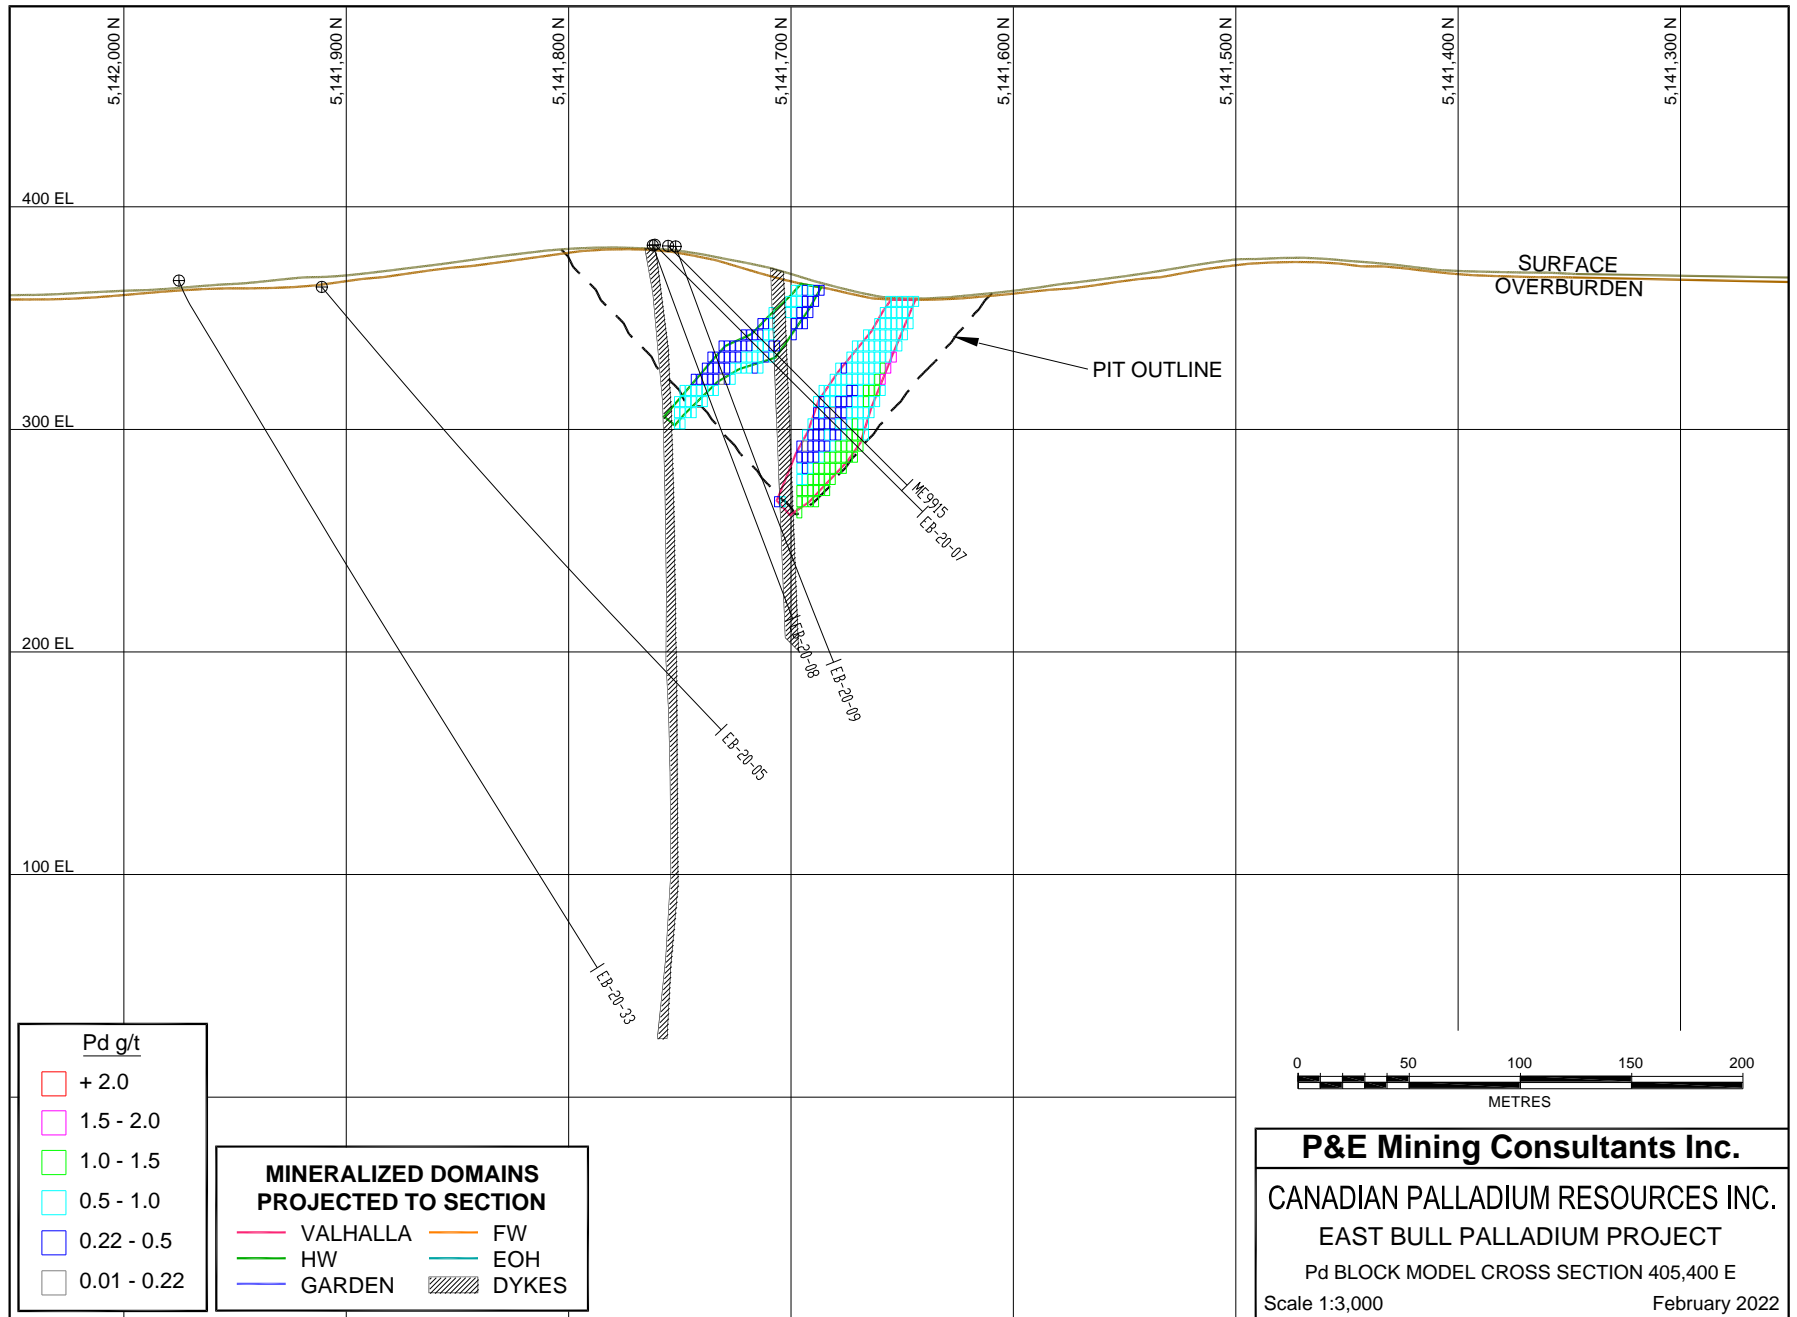 5,142,000 N
5,141,900 N
5,141,800 N
5,141,700 N
5,141,600 N
5,141,500 N
5,141,400 N
5,141,300 N
400 EL
300 EL
200 EL
100 EL
SURFACE
OVERBURDEN
PIT OUTLINE
ME9915
EB-20-07
EB-20-08
EB-20-09
EB-20-05
EB-20-33
Pd g/t
+ 2.0
1.5 - 2.0
1.0 - 1.5
0.5 - 1.0
0.22 - 0.5
0.01 - 0.22
MINERALIZED DOMAINS
PROJECTED TO SECTION
VALHALLA FW
HW EOH
GARDEN DYKES
0 50 100 150 200
METRES
P&E Mining Consultants Inc.
CANADIAN PALLADIUM RESOURCES INC.
EAST BULL PALLADIUM PROJECT
Pd BLOCK MODEL CROSS SECTION 405,400 E
Scale 1:3,000 February 2022